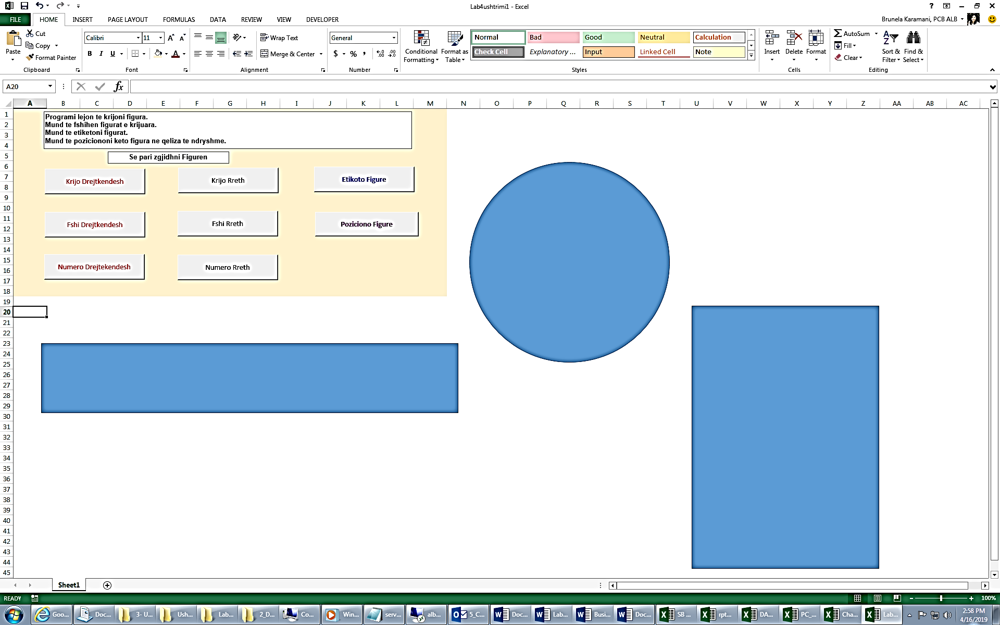 Lab4ushtrimi1 - Excel
FILE HOME INSERT PAGE LAYOUT FORMULAS DATA REVIEW VIEW DEVELOPER
Brunela Karamani, PCB ALB
Paste
Cut
Copy
Format Painter
Clipboard
Calibri 11
B I U
Font
Wrap Text
Merge & Center
Alignment
General
$ % ,
Number
Conditional Formatting
Format as Table
Normal Bad Good Neutral Calculation
Check Cell Explanatory ... Input Linked Cell Note
Styles
Insert Delete Format
Cells
AutoSum
Fill
Clear
Sort & Filter
Find & Select
Editing
A20
fx
A B C D E F G H I J K L M N O P Q R S T U V W X Y Z AA AB AC
1
2
3
4
5
6
7
8
9
10
11
12
13
14
15
16
17
18
19
20
21
22
23
24
25
26
27
28
29
30
31
32
33
34
35
36
37
38
39
40
41
42
43
44
45
Programi lejon te krijoni figura.
Mund te fshihen figurat e krijuara.
Mund te etiketoni figurat.
Mund te poziciononi keto figura ne qeliza te ndryshme.
Se pari zgjidhni Figuren
Krijo Drejtkendesh Krijo Rreth Etikoto Figure
Fshi Drejtkendesh Fshi Rreth Poziciono Figure
Numero Drejtekendesh Numero Rreth
Sheet1
READY
100%
Goo... Doc... 3- U... Ush... Lab... 2_D... Co... Win... serv... alb... 5_C... Doc... Lab... Busi... Doc... SB ... rpt... DA... PC_... Cha... Lab...
2:58 PM
4/16/2019